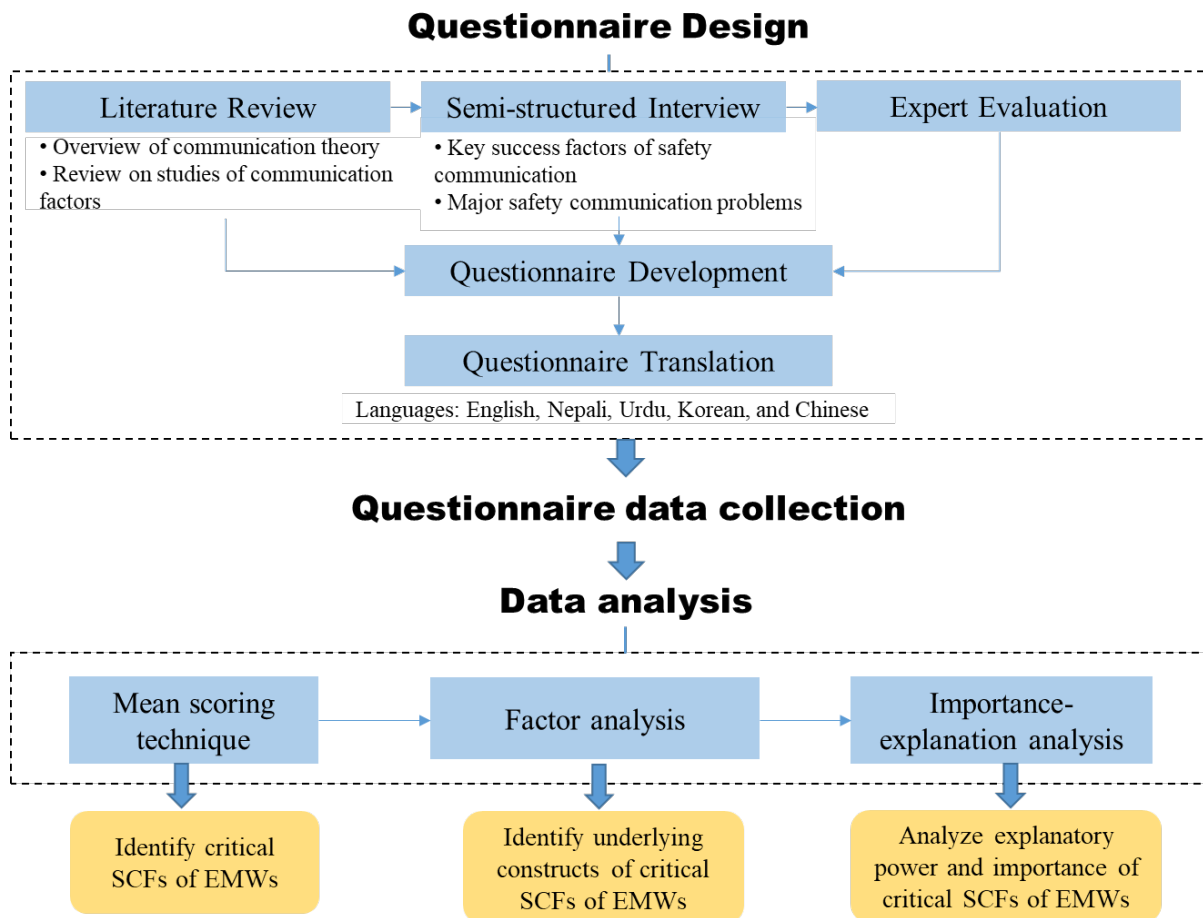 Questionnaire Design
Literature Review
Semi-structured Interview
Expert Evaluation
• Overview of communication theory
• Review on studies of communication
factors
• Key success factors of safety
communication
• Major safety communication problems
Questionnaire Development
Questionnaire Translation
Languages: English, Nepali, Urdu, Korean, and Chinese
Questionnaire data collection
Data analysis
Mean scoring
technique
Factor analysis
Importance-
explanation analysis
Identify critical
SCFs of EMWs
Identify underlying
constructs of critical
SCFs of EMWs
Analyze explanatory
power and importance of
critical SCFs of EMWs